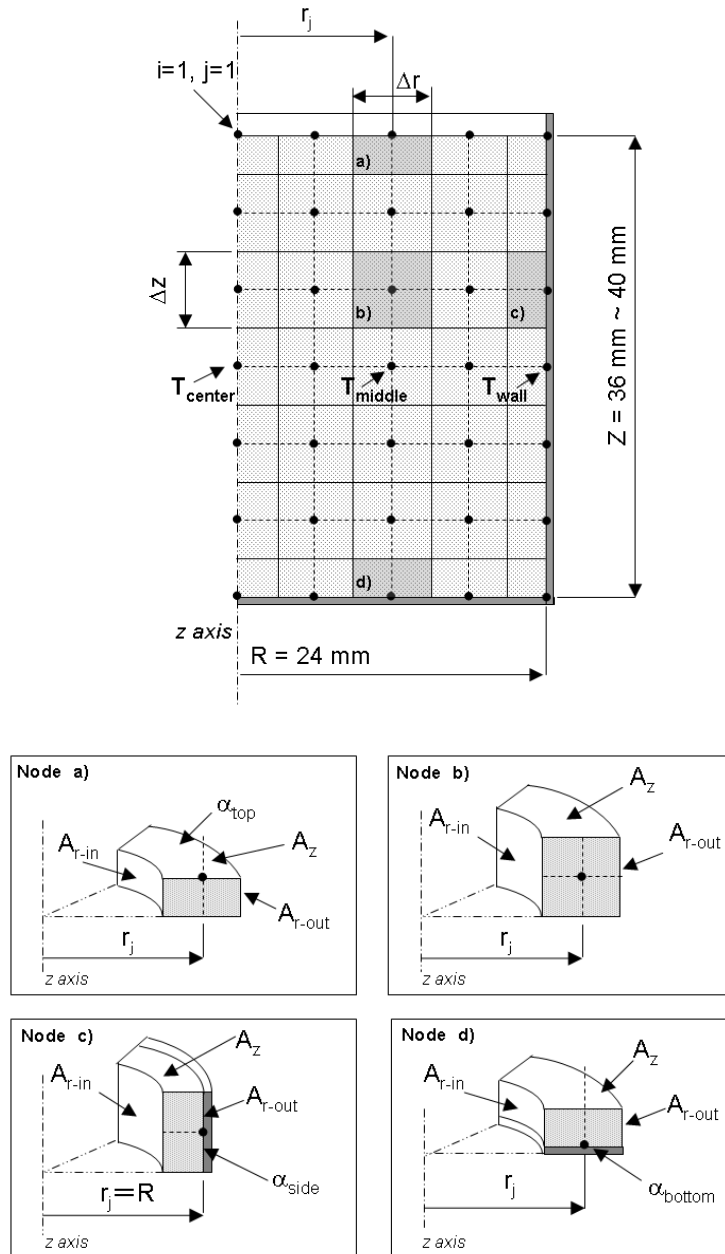 r_j
i=1, j=1
Δr
a)
Δz
b)
c)
T_center
T_middle
T_wall
Z = 36 mm ~ 40 mm
d)
z axis
R = 24 mm
Node a)
α_top
A_z
A_r-in
A_r-out
r_j
z axis
Node b)
A_z
A_r-in
A_r-out
r_j
z axis
Node c)
A_z
A_r-in
A_r-out
α_side
r_j=R
z axis
Node d)
A_z
A_r-in
A_r-out
r_j
α_bottom
z axis